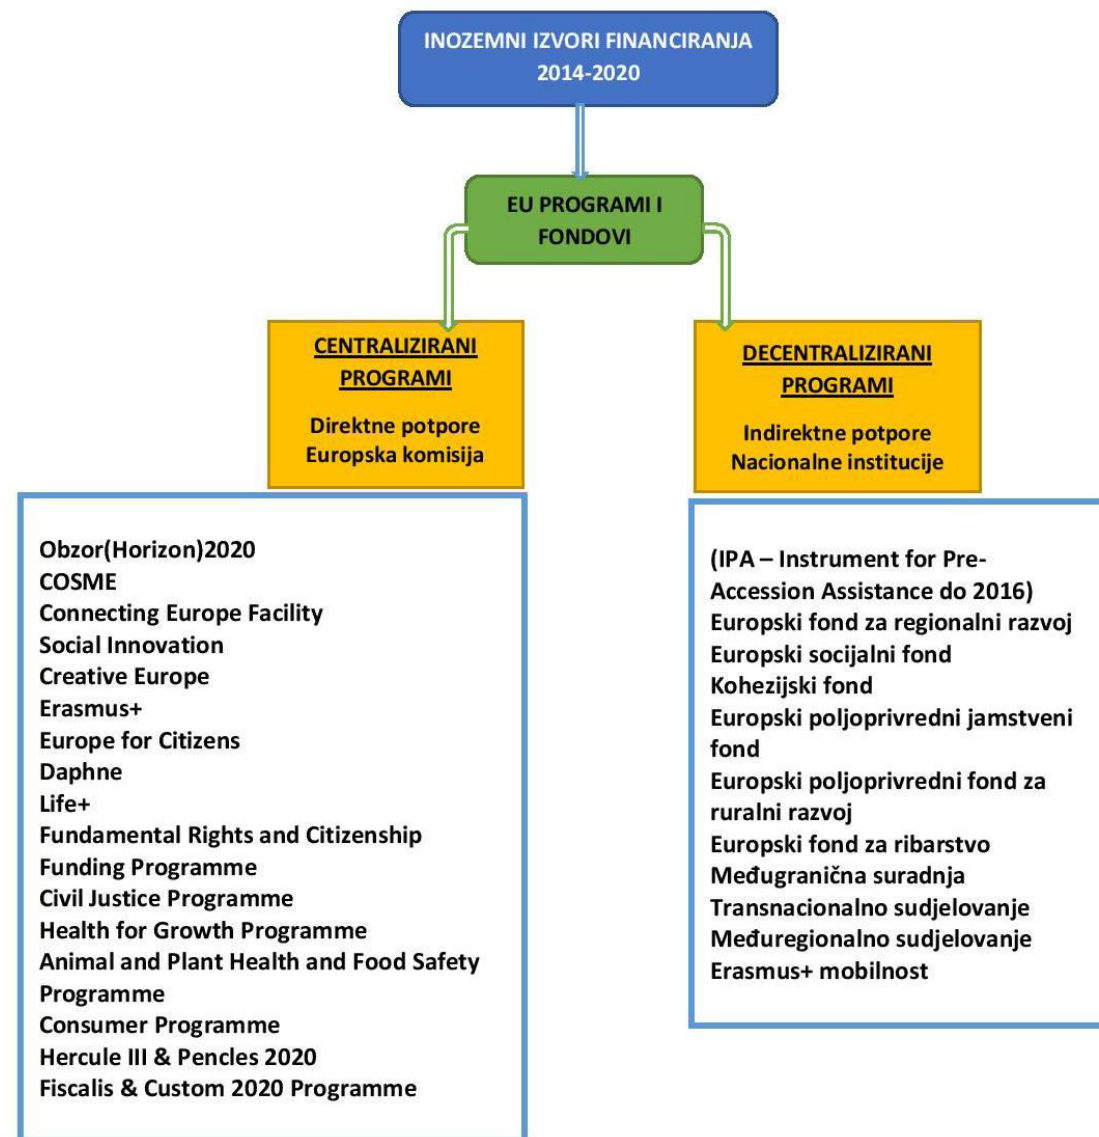 INOZEMNI IZVORI FINANCIRANJA
2014-2020
EU PROGRAMI I
FONDOVI
CENTRALIZIRANI
PROGRAMI
Direktne potpore
Europska komisija
DECENTRALIZIRANI
PROGRAMI
Indirektne potpore
Nacionalne institucije
Obzor(Horizon)2020
COSME
Connecting Europe Facility
Social Innovation
Creative Europe
Erasmus+
Europe for Citizens
Daphne
Life+
Fundamental Rights and Citizenship
Funding Programme
Civil Justice Programme
Health for Growth Programme
Animal and Plant Health and Food Safety
Programme
Consumer Programme
Hercule III & Pencles 2020
Fiscalis & Custom 2020 Programme
(IPA – Instrument for Pre-
Accession Assistance do 2016)
Europski fond za regionalni razvoj
Europski socijalni fond
Kohezijski fond
Europski poljoprivredni jamstveni
fond
Europski poljoprivredni fond za
ruralni razvoj
Europski fond za ribarstvo
Međugranična suradnja
Transnacionalno sudjelovanje
Međuregionalno sudjelovanje
Erasmus+ mobilnost